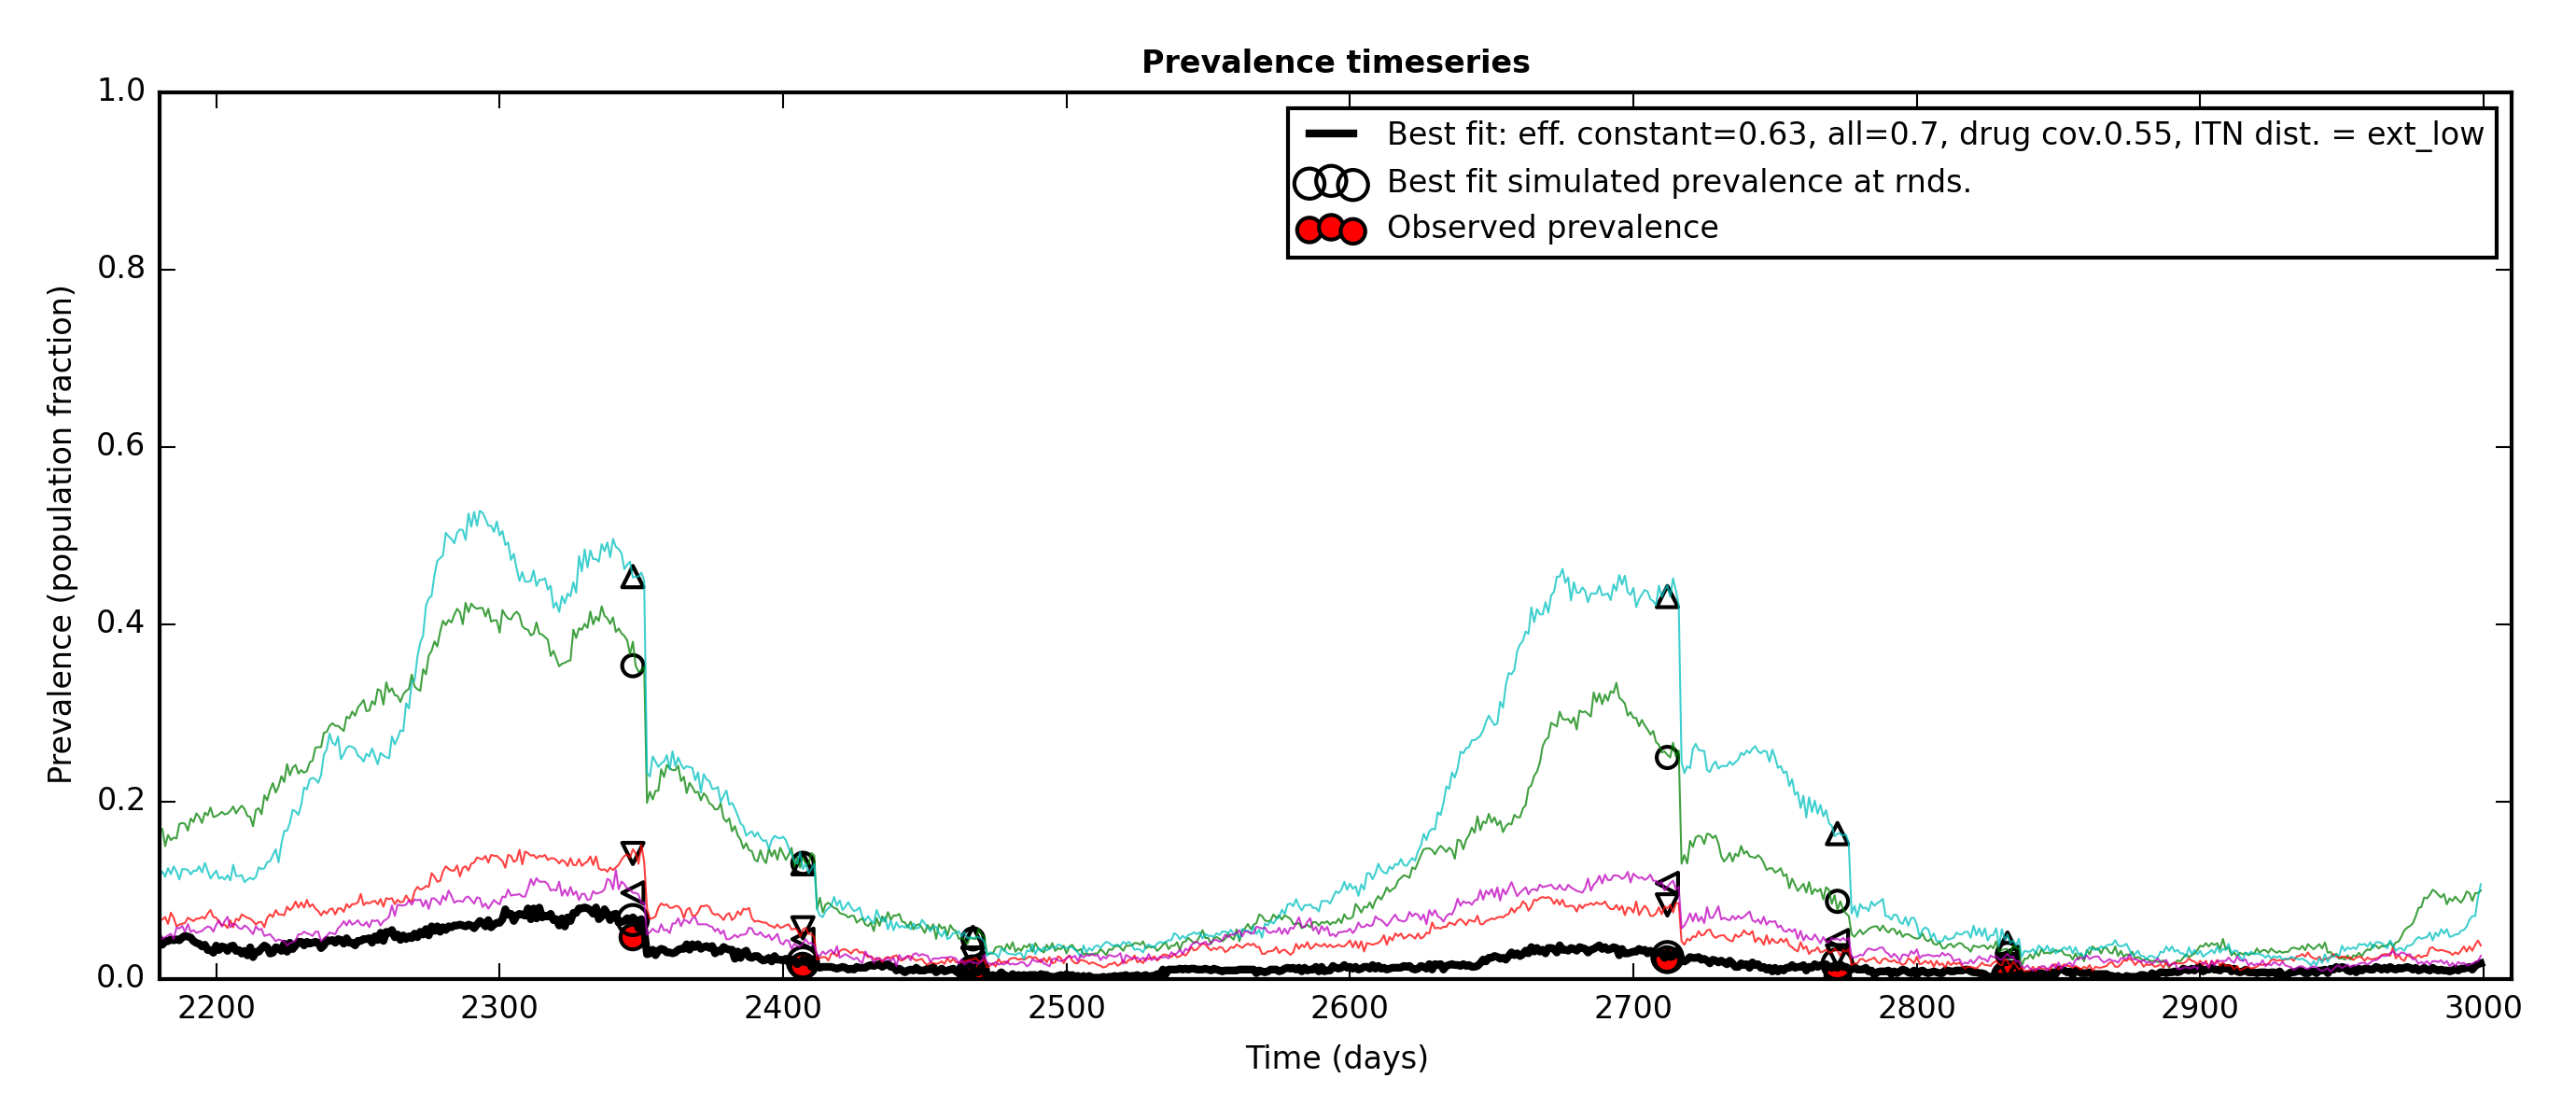 Prevalence timeseries
1.0
0.8
0.6
0.4
0.2
0.0
Prevalence (population fraction)
Best fit: eff. constant=0.63, all=0.7, drug cov.0.55, ITN dist. = ext_low
Best fit simulated prevalence at rnds.
Observed prevalence
2200 2300 2400 2500 2600 2700 2800 2900 3000
Time (days)